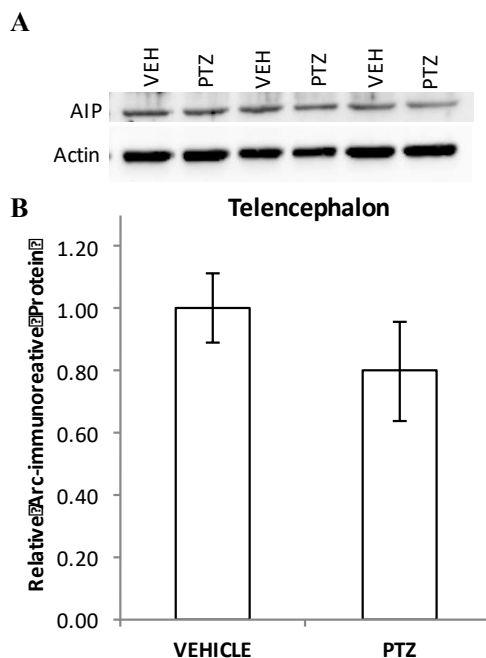 A
VEH PTZ VEH PTZ VEH PTZ
AIP
Actin
B
Telencephalon
Relative⍰Arc-immunoreative⍰Protein⍰
1.20
1.00
0.80
0.60
0.40
0.20
0.00
VEHICLE PTZ